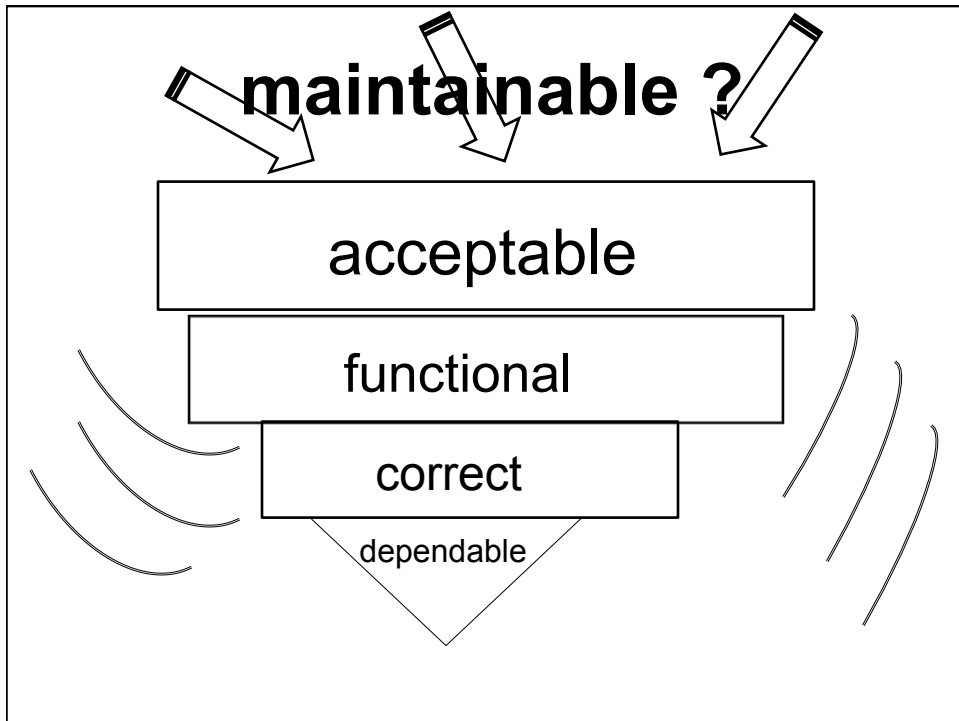 maintainable ?
acceptable
functional
correct
dependable